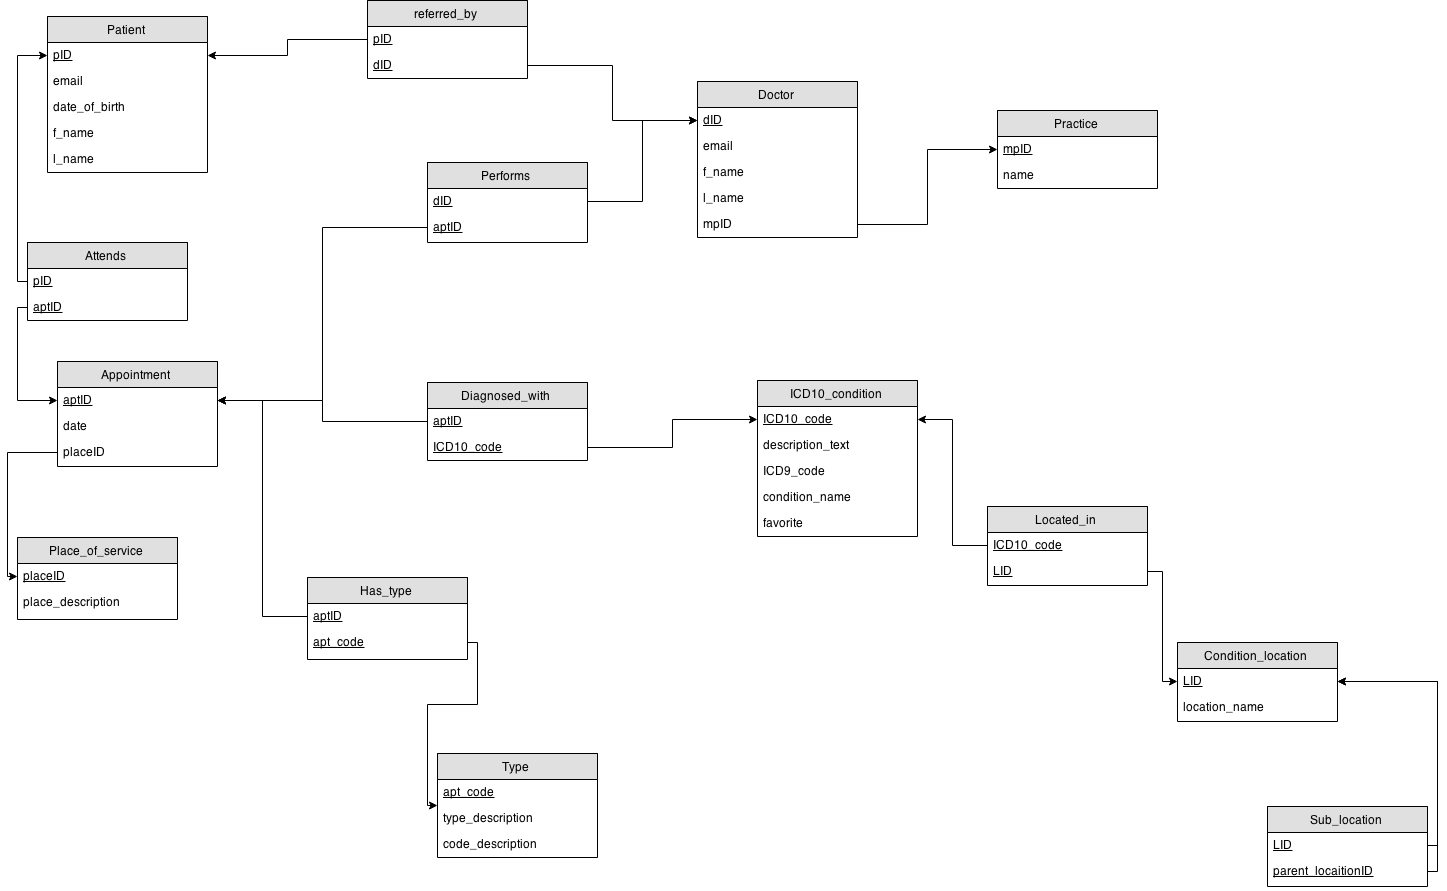 Patient
pID
email
date_of_birth
f_name
l_name
referred_by
pID
dID
Doctor
dID
email
f_name
l_name
mpID
Practice
mpID
name
Performs
dID
aptID
Attends
pID
aptID
Appointment
aptID
date
placeID
Diagnosed_with
aptID
ICD10_code
ICD10_condition
ICD10_code
description_text
ICD9_code
condition_name
favorite
Located_in
ICD10_code
LID
Place_of_service
placeID
place_description
Has_type
aptID
apt_code
Condition_location
LID
location_name
Type
apt_code
type_description
code_description
Sub_location
LID
parent_locaitionID